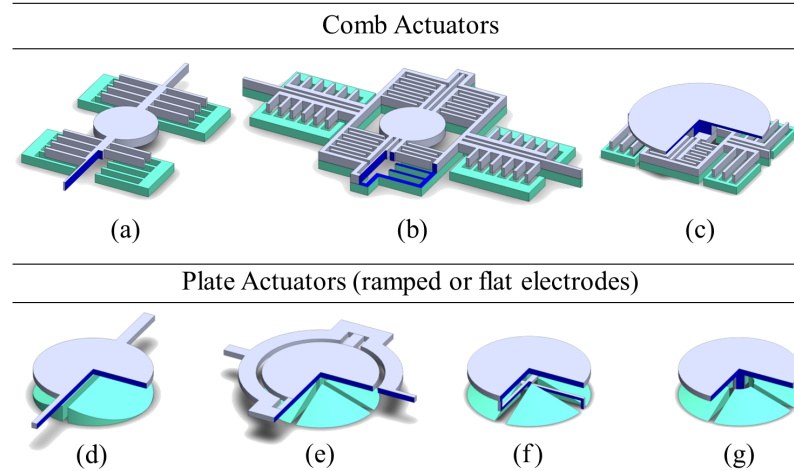 Comb Actuators
(a) (b) (c)
Plate Actuators (ramped or flat electrodes)
(d) (e) (f) (g)